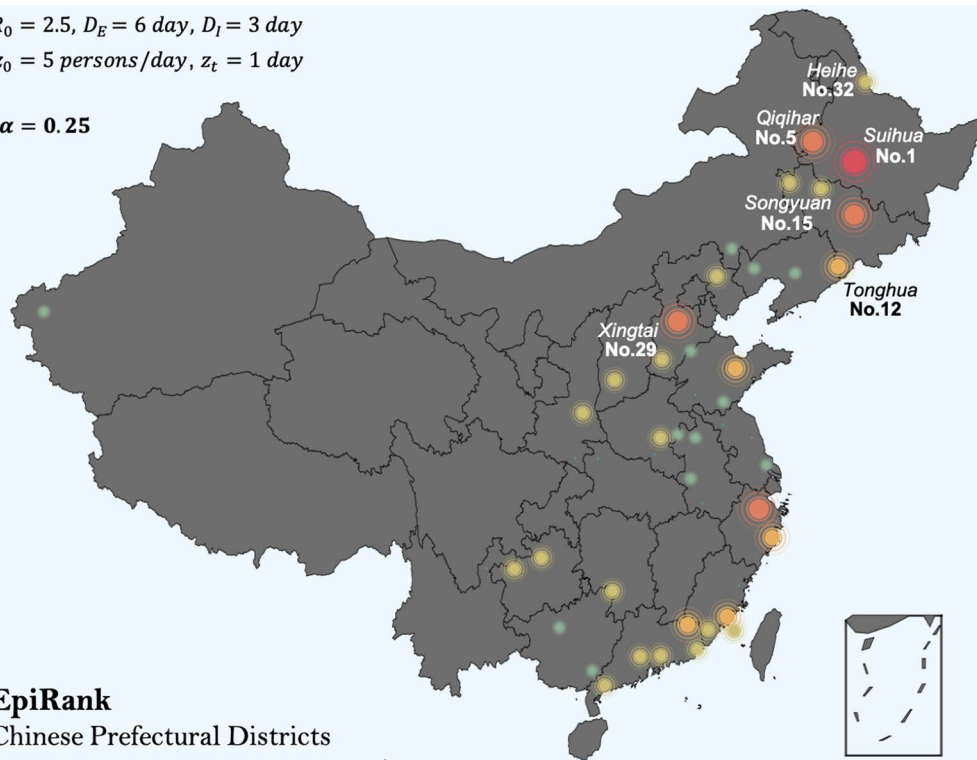 R₀ = 2.5, D_E = 6 day, D_I = 3 day
z₀ = 5 persons/day, z_t = 1 day
α = 0.25
Heihe
No.32
Qiqihar
No.5
Suihua
No.1
Songyuan
No.15
Tonghua
No.12
Xingtai
No.29
EpiRank
Chinese Prefectural Districts